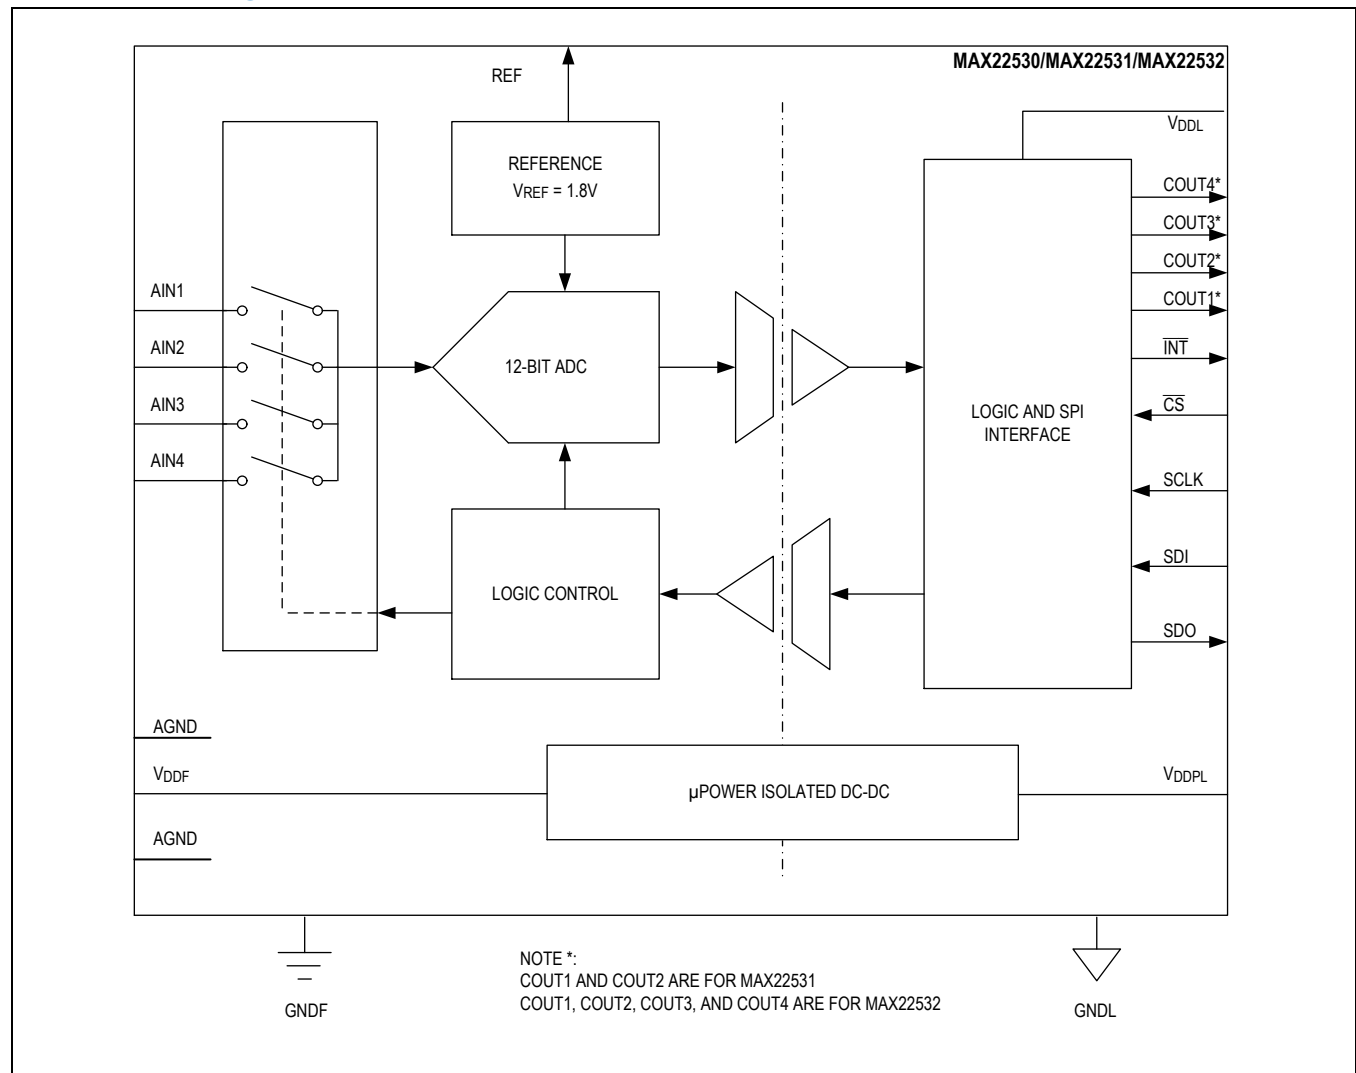 MAX22530/MAX22531/MAX22532
REF
VDDL
REFERENCE
VREF = 1.8V
COUT4*
COUT3*
COUT2*
COUT1*
AIN1
AIN2
AIN3
AIN4
12-BIT ADC
INT
CS
LOGIC AND SPI
INTERFACE
SCLK
SDI
SDO
LOGIC CONTROL
AGND
VDDF
µPOWER ISOLATED DC-DC
VDDPL
AGND
GNDF
NOTE *:
COUT1 AND COUT2 ARE FOR MAX22531
COUT1, COUT2, COUT3, AND COUT4 ARE FOR MAX22532
GNDL